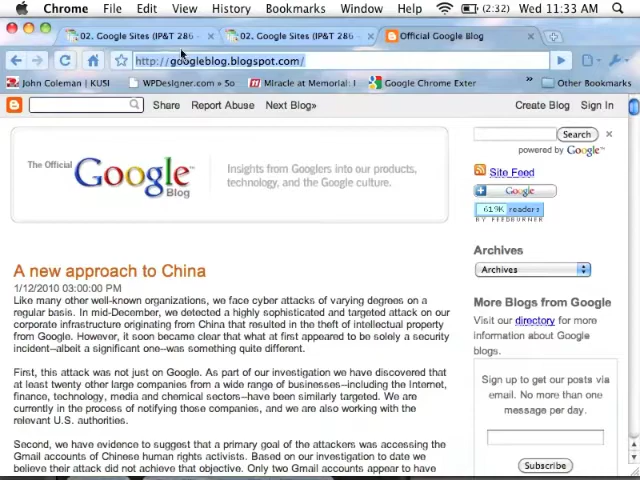 Chrome File Edit View History Bookmarks Window Help (2:32) Wed 11:33 AM
02. Google Sites (IP&T 286 - 02. Google Sites (IP&T 286 - Official Google Blog
http://googleblog.blogspot.com/
John Coleman | KUSI WPDesigner.com » So Miracle at Memorial: I Google Chrome Exter » Other Bookmarks
Share Report Abuse Next Blog» Create Blog Sign In
The Official Google™ Blog
Insights from Googlers into our products,
technology, and the Google culture.
Search
powered by Google™
Site Feed
Google
619K readers
BY FEEDBURNER
Archives
Archives
More Blogs from Google
Visit our directory for more
information about Google
blogs.
Sign up to get our posts via
email. No more than one
message per day.
Subscribe
A new approach to China
1/12/2010 03:00:00 PM
Like many other well-known organizations, we face cyber attacks of varying degrees on a
regular basis. In mid-December, we detected a highly sophisticated and targeted attack on our
corporate infrastructure originating from China that resulted in the theft of intellectual property
from Google. However, it soon became clear that what at first appeared to be solely a security
incident--albeit a significant one--was something quite different.
First, this attack was not just on Google. As part of our investigation we have discovered that
at least twenty other large companies from a wide range of businesses--including the Internet,
finance, technology, media and chemical sectors--have been similarly targeted. We are
currently in the process of notifying those companies, and we are also working with the
relevant U.S. authorities.
Second, we have evidence to suggest that a primary goal of the attackers was accessing the
Gmail accounts of Chinese human rights activists. Based on our investigation to date we
believe their attack did not achieve that objective. Only two Gmail accounts appear to have